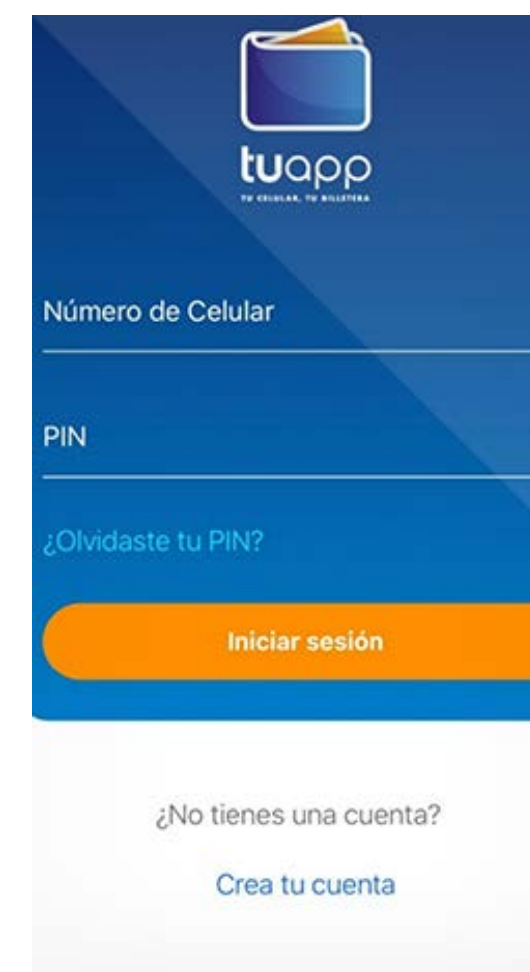 tuapp
TU CELULAR, TU BILLETERA
Número de Celular
PIN
¿Olvidaste tu PIN?
Iniciar sesión
¿No tienes una cuenta?
Crea tu cuenta